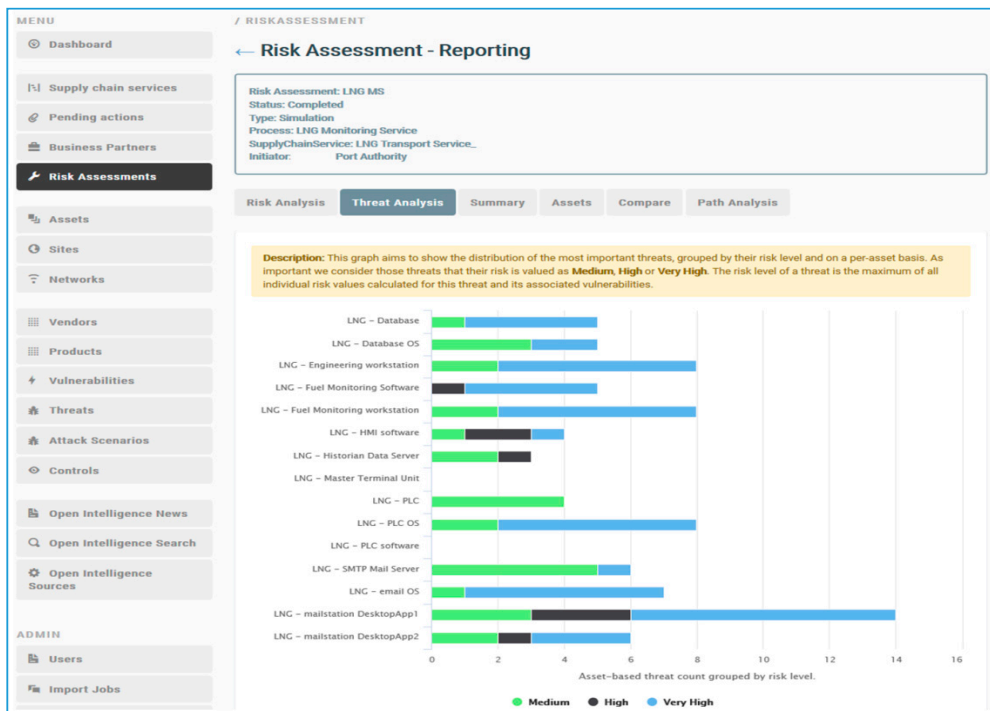 MENU
Dashboard
Supply chain services
Pending actions
Business Partners
Risk Assessments
Assets
Sites
Networks
Vendors
Products
Vulnerabilities
Threats
Attack Scenarios
Controls
Open Intelligence News
Open Intelligence Search
Open Intelligence
Sources
ADMIN
Users
Import Jobs
/ RISKASSESSMENT
← Risk Assessment - Reporting
Risk Assessment: LNG MS
Status: Completed
Type: Simulation
Process: LNG Monitoring Service
SupplyChainService: LNG Transport Service_
Initiator: Port Authority
Risk Analysis Threat Analysis Summary Assets Compare Path Analysis
Description: This graph aims to show the distribution of the most important threats, grouped by their risk level and on a per-asset basis. As
important we consider those threats that their risk is valued as Medium, High or Very High. The risk level of a threat is the maximum of all
individual risk values calculated for this threat and its associated vulnerabilities.
LNG - Database
LNG - Database OS
LNG - Engineering workstation
LNG - Fuel Monitoring Software
LNG - Fuel Monitoring workstation
LNG - HMI software
LNG - Historian Data Server
LNG - Master Terminal Unit
LNG - PLC
LNG - PLC OS
LNG - PLC software
LNG - SMTP Mail Server
LNG - email OS
LNG - mailstation DesktopApp1
LNG - mailstation DesktopApp2
0 2 4 6 8 10 12 14 16
Asset-based threat count grouped by risk level.
Medium High Very High